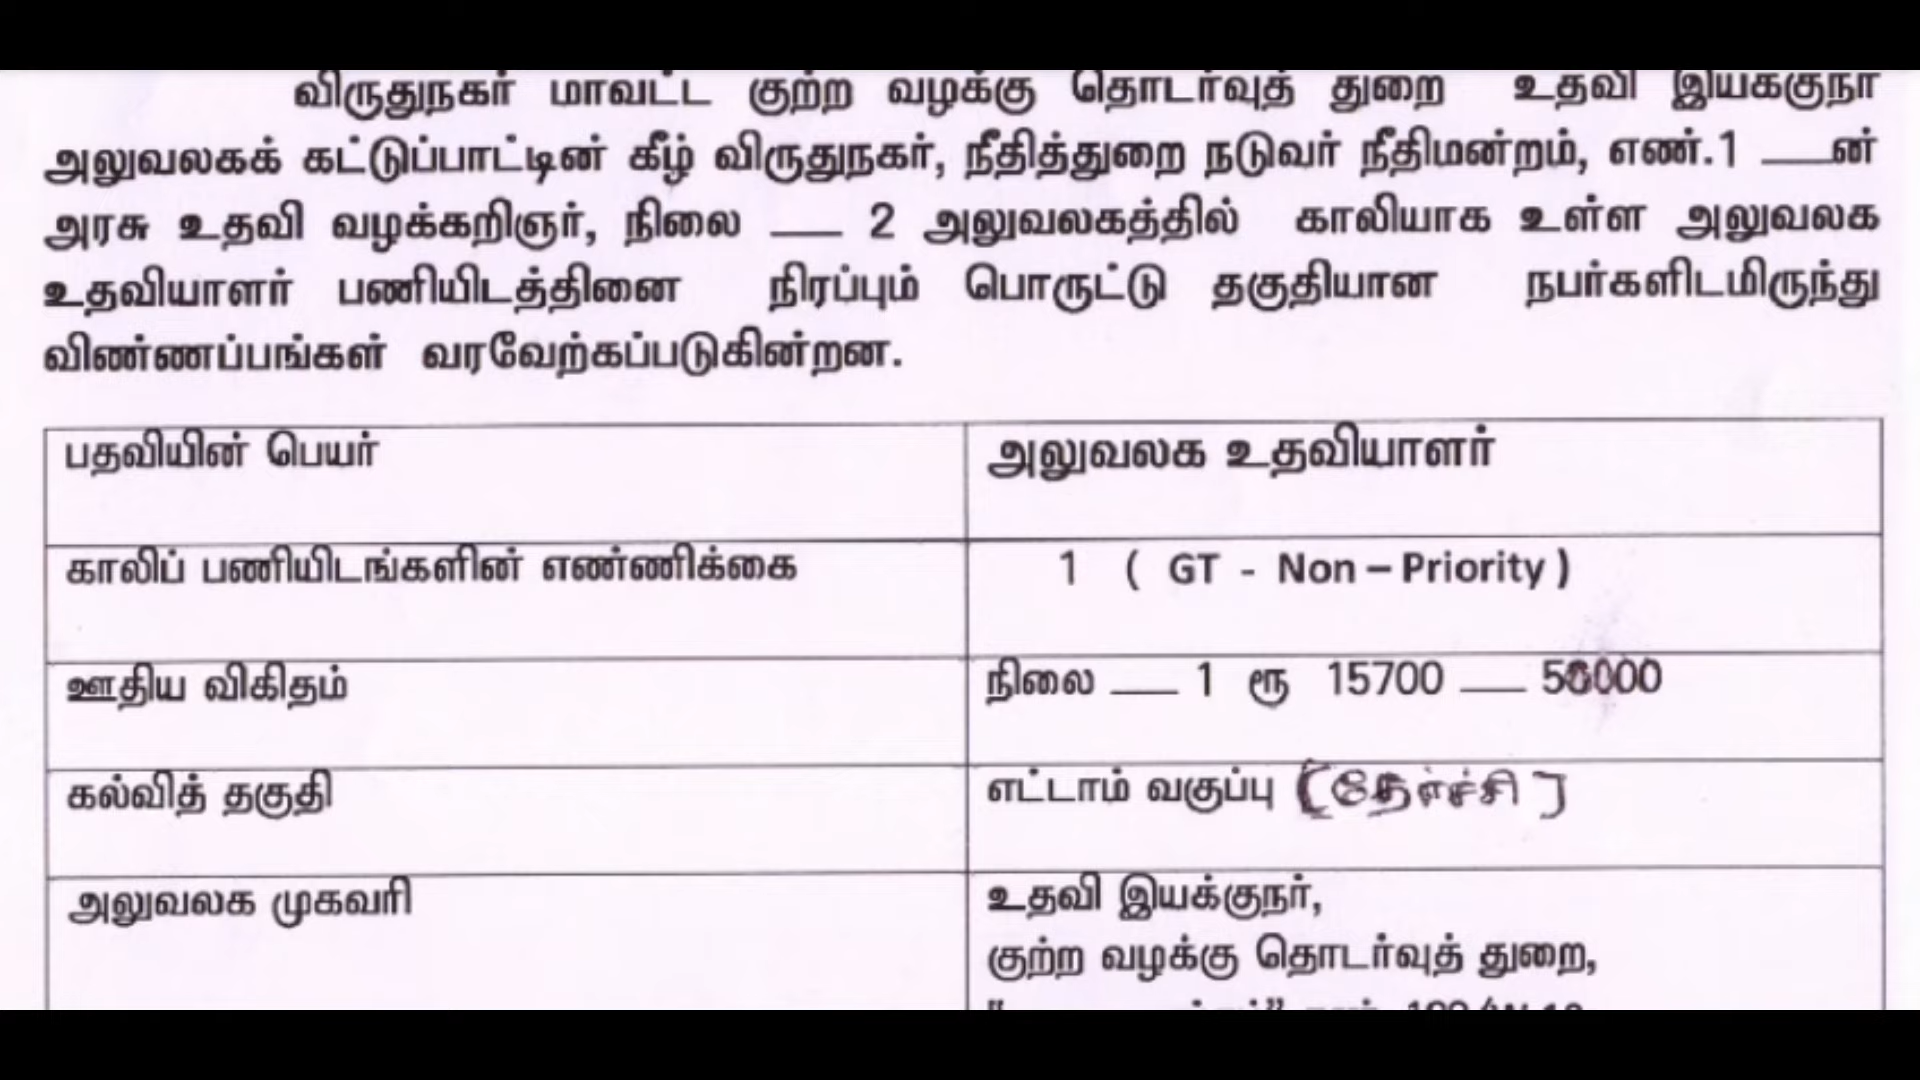 விருதுநகர் மாவட்ட குற்ற வழக்கு தொடர்வுத் துறை உதவி இயக்குநர்
அலுவலகக் கட்டுப்பாட்டின் கீழ் விருதுநகர், நீதித்துறை நடுவர் நீதிமன்றம், எண்.1 —ன்
அரசு உதவி வழக்கறிஞர், நிலை — 2 அலுவலகத்தில் காலியாக உள்ள அலுவலக
உதவியாளர் பணியிடத்தினை நிரப்பும் பொருட்டு தகுதியான நபர்களிடமிருந்து
விண்ணப்பங்கள் வரவேற்கப்படுகின்றன.
பதவியின் பெயர் அலுவலக உதவியாளர்
காலிப் பணியிடங்களின் எண்ணிக்கை 1 ( GT - Non – Priority )
ஊதிய விகிதம் நிலை — 1 ரூ 15700 —
கல்வித் தகுதி எட்டாம் வகுப்பு (தேர்ச்சி)
அலுவலக முகவரி உதவி இயக்குநர்,
குற்ற வழக்கு தொடர்வுத் துறை,